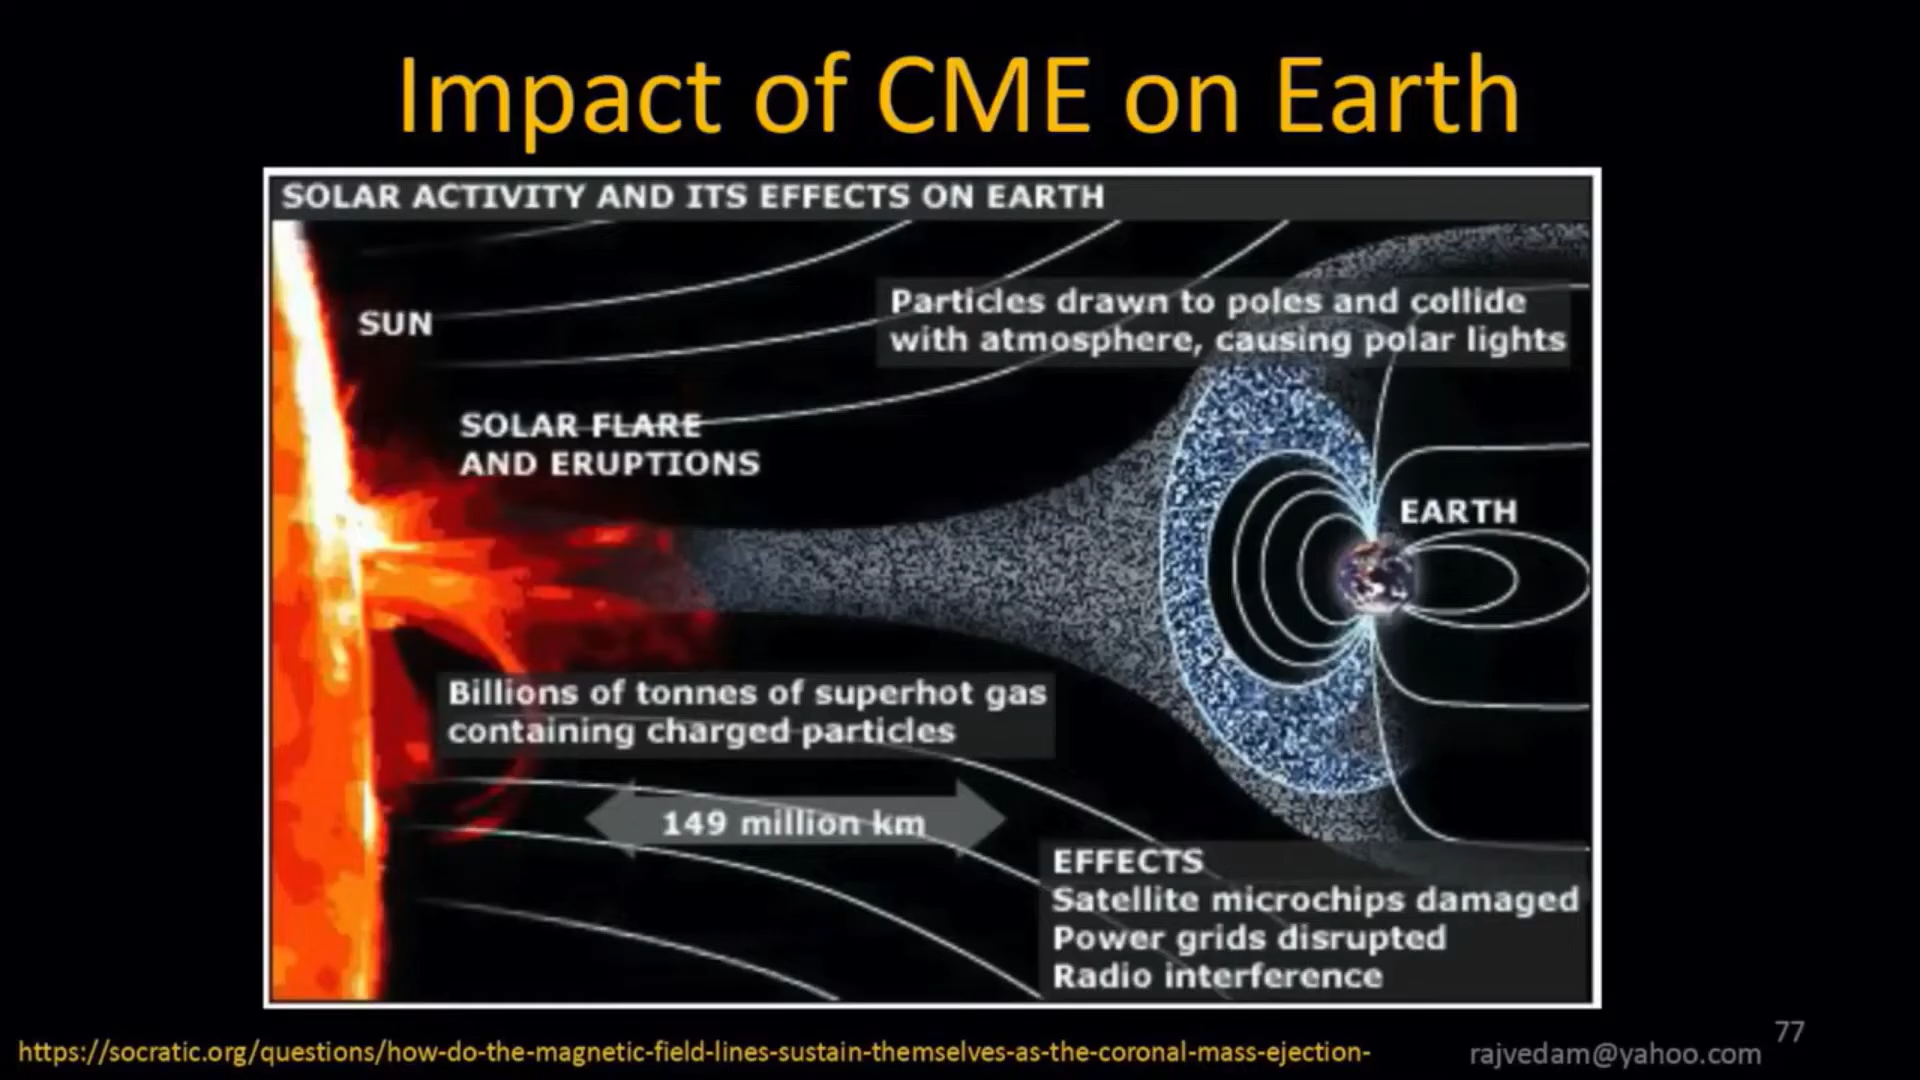 Impact of CME on Earth
SOLAR ACTIVITY AND ITS EFFECTS ON EARTH
SUN
Particles drawn to poles and collide
with atmosphere, causing polar lights
SOLAR FLARE
AND ERUPTIONS
EARTH
Billions of tonnes of superhot gas
containing charged particles
149 million km
EFFECTS
Satellite microchips damaged
Power grids disrupted
Radio interference
https://socratic.org/questions/how-do-the-magnetic-field-lines-sustain-themselves-as-the-coronal-mass-ejection-
rajvedam@yahoo.com
77